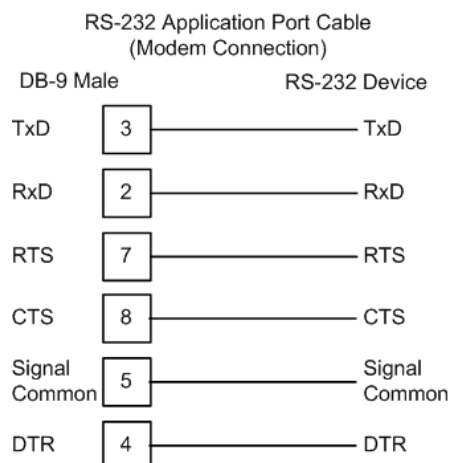 RS-232 Application Port Cable
(Modem Connection)
DB-9 Male RS-232 Device
TxD 3 TxD
RxD 2 RxD
RTS 7 RTS
CTS 8 CTS
Signal Common 5 Signal Common
DTR 4 DTR